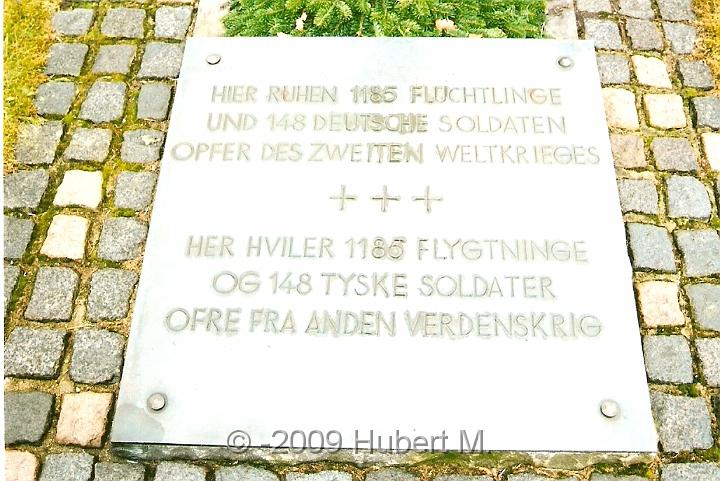 HIER RUHEN 1185 FLÜCHTLINGE
UND 148 DEUTSCHE SOLDATEN
OPFER DES ZWEITEN WELTKRIEGES
+ + +
HER HVILER 1185 FLYGTNINGE
OG 148 TYSKE SOLDATER
OFRE FRA ANDEN VERDENSKRIG
© -2009 Hubert M.